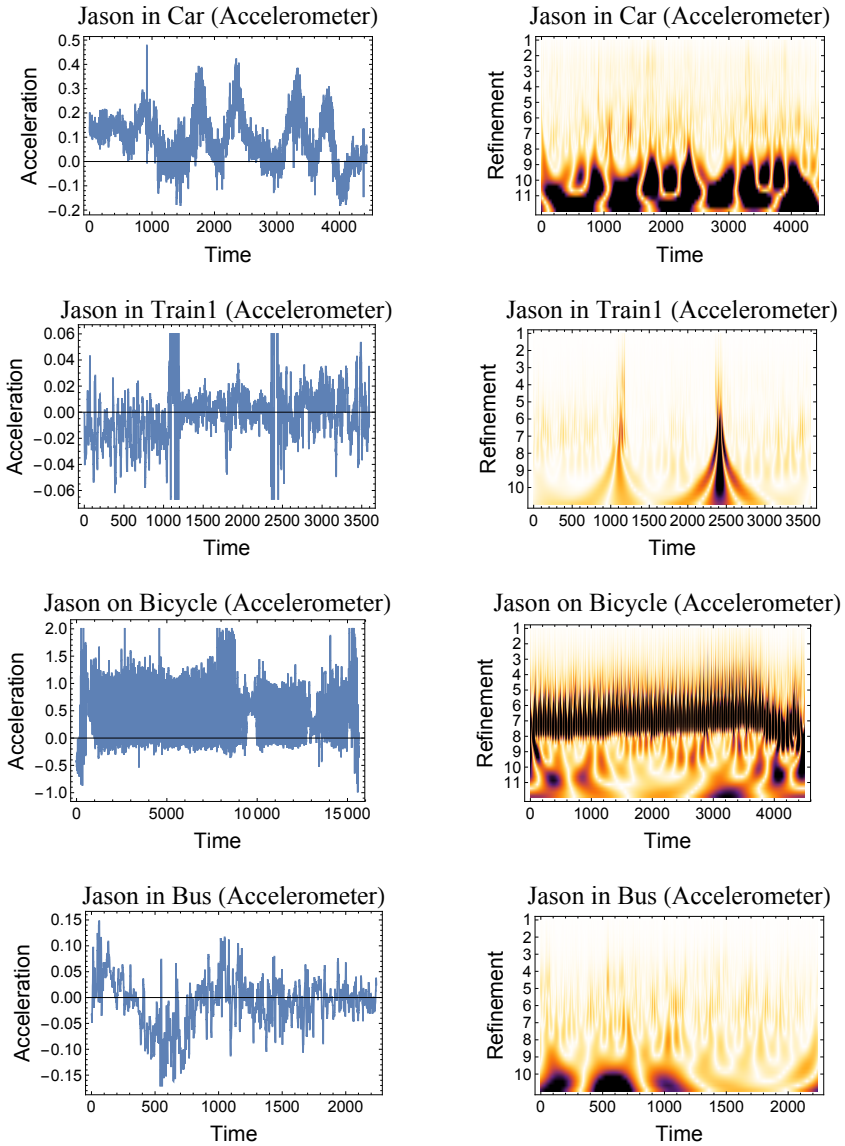 Jason in Car (Accelerometer)
Acceleration
0.5
0.4
0.3
0.2
0.1
0.0
−0.1
−0.2
0 1000 2000 3000 4000
Time
Jason in Car (Accelerometer)
Refinement
1
2
3
4
5
6
7
8
9
10
11
0 1000 2000 3000 4000
Time
Jason in Train1 (Accelerometer)
Acceleration
0.06
0.04
0.02
0.00
−0.02
−0.04
−0.06
0 500 1000 1500 2000 2500 3000 3500
Time
Jason in Train1 (Accelerometer)
Refinement
1
2
3
4
5
6
7
8
9
10
0 500 1000 1500 2000 2500 3000 3500
Time
Jason on Bicycle (Accelerometer)
Acceleration
2.0
1.5
1.0
0.5
0.0
−0.5
−1.0
0 5000 10000 15000
Time
Jason on Bicycle (Accelerometer)
Refinement
1
2
3
4
5
6
7
8
9
10
11
0 1000 2000 3000 4000
Time
Jason in Bus (Accelerometer)
Acceleration
0.15
0.10
0.05
0.00
−0.05
−0.10
−0.15
0 500 1000 1500 2000
Time
Jason in Bus (Accelerometer)
Refinement
1
2
3
4
5
6
7
8
9
10
0 500 1000 1500 2000
Time